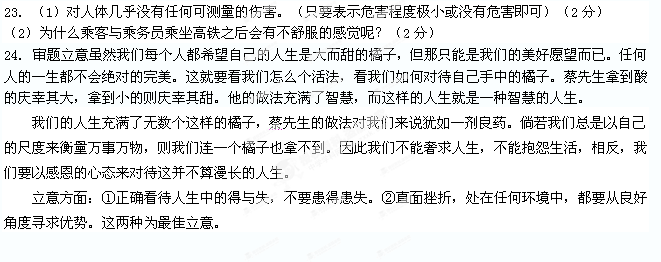 23. （1）对人体几乎没有任何可测量的伤害。（只要表示危害程度极小或没有危害即可）（2 分）
（2）为什么乘客与乘务员乘坐高铁之后会有不舒服的感觉呢？（2 分）
24. 审题立意虽然我们每个人都希望自己的人生是大而甜的橘子，但那只能是我们的美好愿望而已。任何
人的一生都不会绝对的完美。这就要看我们怎么个活法，看我们如何对待自己手中的橘子。蔡先生拿到酸
的庆幸其大，拿到小的则庆幸其甜。他的做法充满了智慧，而这样的人生就是一种智慧的人生。
我们的人生充满了无数个这样的橘子，蔡先生的做法对我们来说犹如一剂良药。倘若我们总是以自己
的尺度来衡量万事万物，则我们连一个橘子也拿不到。因此我们不能奢求人生，不能抱怨生活，相反，我
们要以感恩的心态来对待这并不算漫长的人生。
立意方面：①正确看待人生中的得与失，不要患得患失。②直面挫折，处在任何环境中，都要从良好
角度寻求优势。这两种为最佳立意。